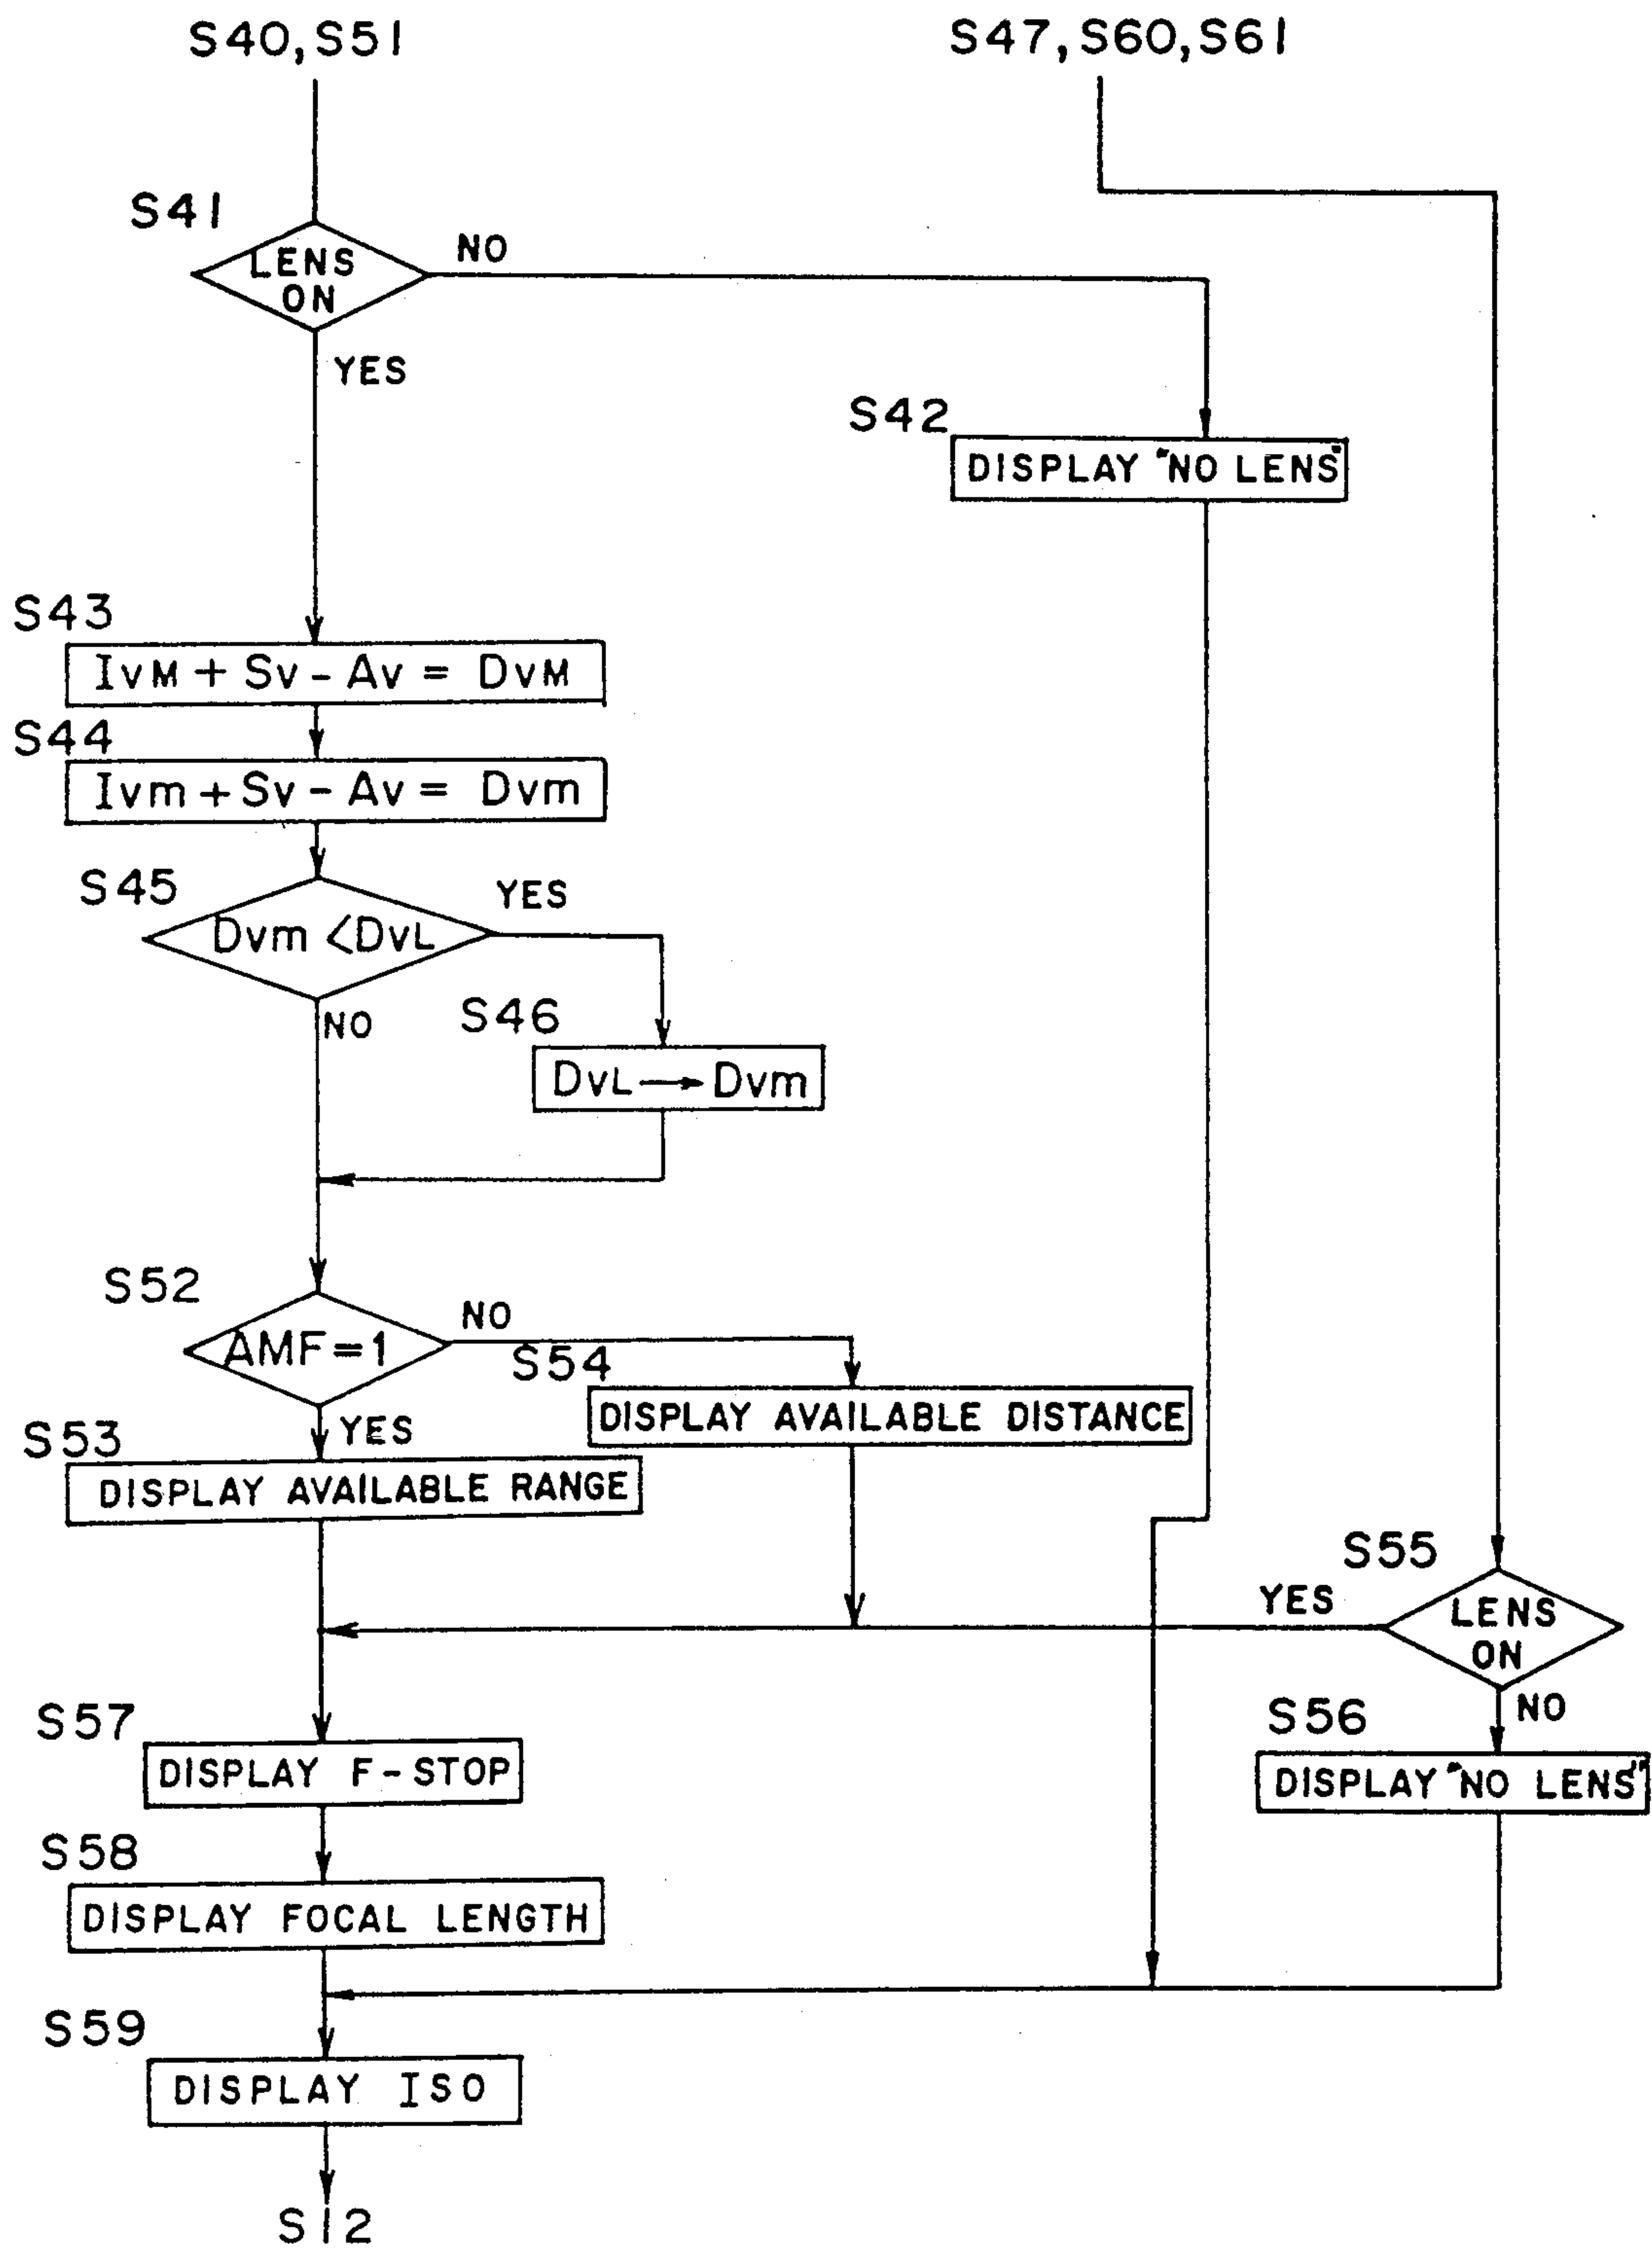 S40, S51
S47, S60, S61
S41
LENS
ON
NO
YES
S42
DISPLAY "NO LENS"
S43
IvM + Sv - Av = DvM
S44
Ivm + Sv - Av = Dvm
S45
Dvm < DvL
YES
NO
S46
DvL → Dvm
S52
AMF = 1
NO
YES
S54
DISPLAY AVAILABLE DISTANCE
S53
DISPLAY AVAILABLE RANGE
S55
LENS
ON
YES
NO
S56
DISPLAY "NO LENS"
S57
DISPLAY F-STOP
S58
DISPLAY FOCAL LENGTH
S59
DISPLAY ISO
S12